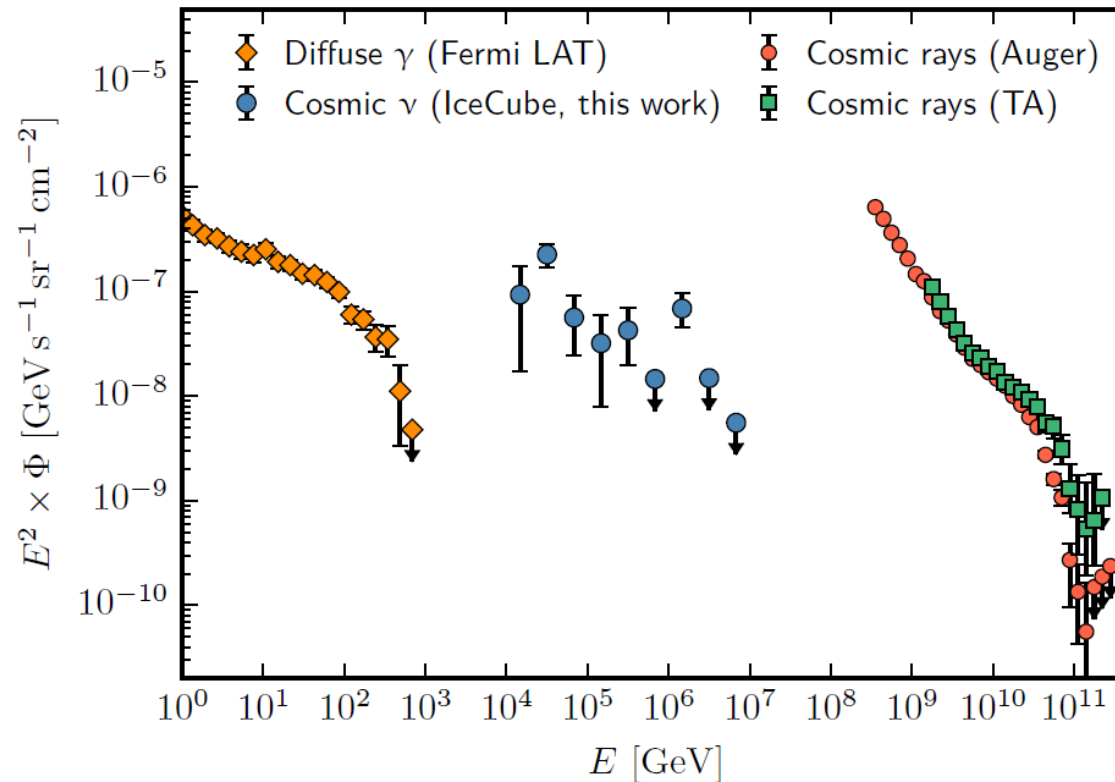 Diffuse γ (Fermi LAT)
Cosmic ν (IceCube, this work)
Cosmic rays (Auger)
Cosmic rays (TA)
E² × Φ [GeV s⁻¹ sr⁻¹ cm⁻²]
10⁻⁵
10⁻⁶
10⁻⁷
10⁻⁸
10⁻⁹
10⁻¹⁰
10⁰ 10¹ 10² 10³ 10⁴ 10⁵ 10⁶ 10⁷ 10⁸ 10⁹ 10¹⁰ 10¹¹
E [GeV]